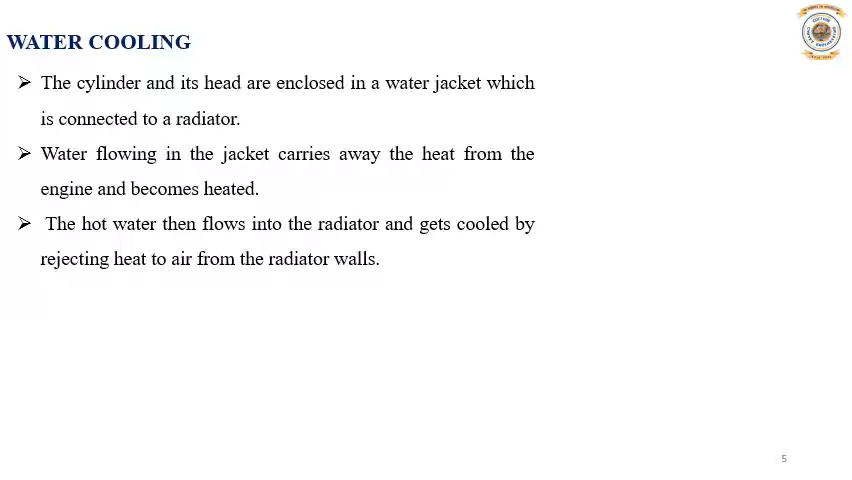 WATER COOLING
➢ The cylinder and its head are enclosed in a water jacket which
is connected to a radiator.
➢ Water flowing in the jacket carries away the heat from the
engine and becomes heated.
➢ The hot water then flows into the radiator and gets cooled by
rejecting heat to air from the radiator walls.
5